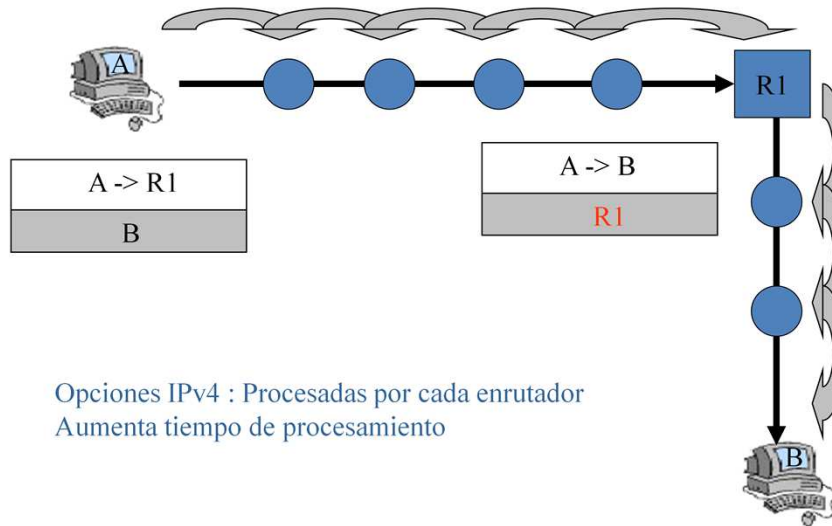 A
R1
A -> R1
B
A -> B
R1
Opciones IPv4 : Procesadas por cada enrutador
Aumenta tiempo de procesamiento
B